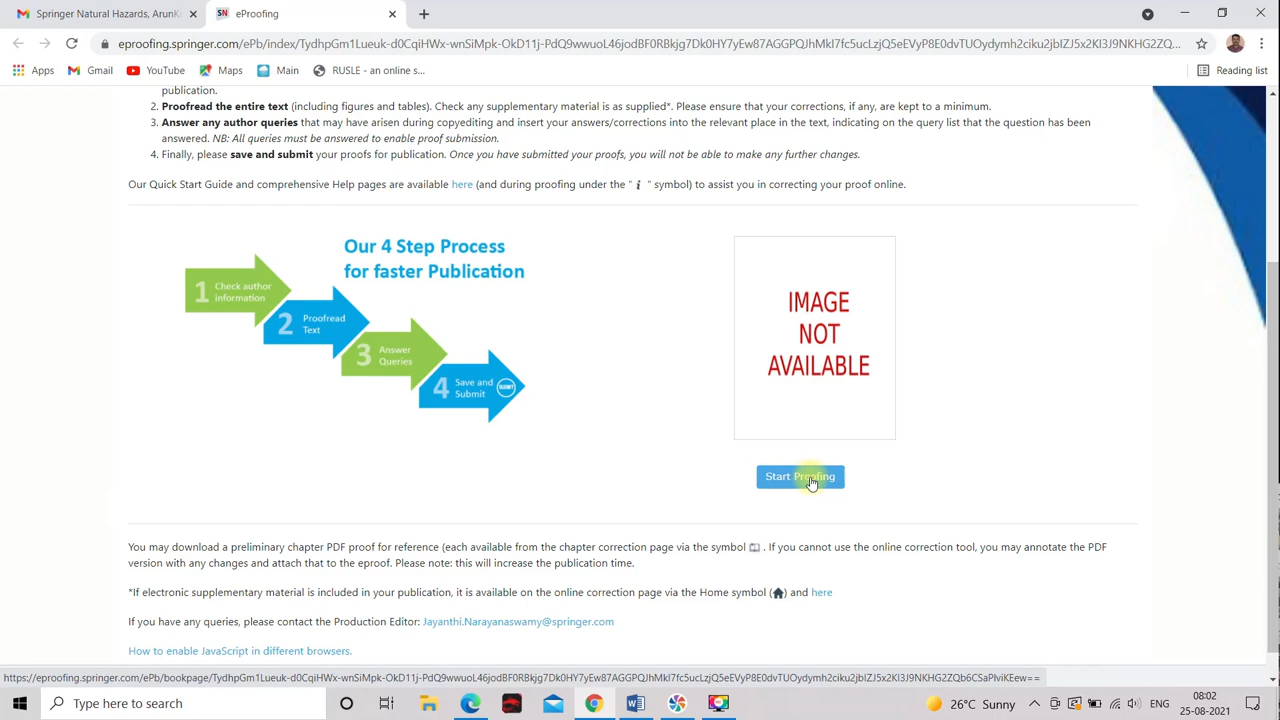 Springer Natural Hazards, ArunK
eProofing
eproofing.springer.com/ePb/index/TydhpGm1Lueuk-d0CqiHWx-wnSiMpk-OkD11j-PdQ9wwuoL46jodBF0RBkjg7Dk0HY7yEw87AGGPQJhMkI7fc5ucLzjQ5eEVyP8E0dvTUOydymh2ciku2jbIZJ5x2KI3J9NKHG2ZQ...
Apps Gmail YouTube Maps Main RUSLE - an online s... Reading list
publication.
2. Proofread the entire text (including figures and tables). Check any supplementary material is as supplied*. Please ensure that your corrections, if any, are kept to a minimum.
3. Answer any author queries that may have arisen during copyediting and insert your answers/corrections into the relevant place in the text, indicating on the query list that the question has been
answered. NB: All queries must be answered to enable proof submission.
4. Finally, please save and submit your proofs for publication. Once you have submitted your proofs, you will not be able to make any further changes.
Our Quick Start Guide and comprehensive Help pages are available here (and during proofing under the " i " symbol) to assist you in correcting your proof online.
Our 4 Step Process
for faster Publication
1 Check author
information
2 Proofread
Text
3 Answer
Queries
4 Save and
Submit
SUBMIT
IMAGE
NOT
AVAILABLE
Start Proofing
You may download a preliminary chapter PDF proof for reference (each available from the chapter correction page via the symbol . If you cannot use the online correction tool, you may annotate the PDF
version with any changes and attach that to the eproof. Please note: this will increase the publication time.
*If electronic supplementary material is included in your publication, it is available on the online correction page via the Home symbol ( ) and here
If you have any queries, please contact the Production Editor: Jayanthi.Narayanaswamy@springer.com
How to enable JavaScript in different browsers.
https://eproofing.springer.com/ePb/bookpage/TydhpGm1Lueuk-d0CqiHWx-wnSiMpk-OkD11j-PdQ9wwuoL46jodBF0RBkjg7Dk0HY7yEw87AGGPQJhMkI7fc5ucLzjQ5eEVyP8E0dvTUOydymh2ciku2jbIZJ5x2KI3J9NKHG2ZQb6CSaPlviKEew==
Type here to search
26°C Sunny
08:02
25-08-2021